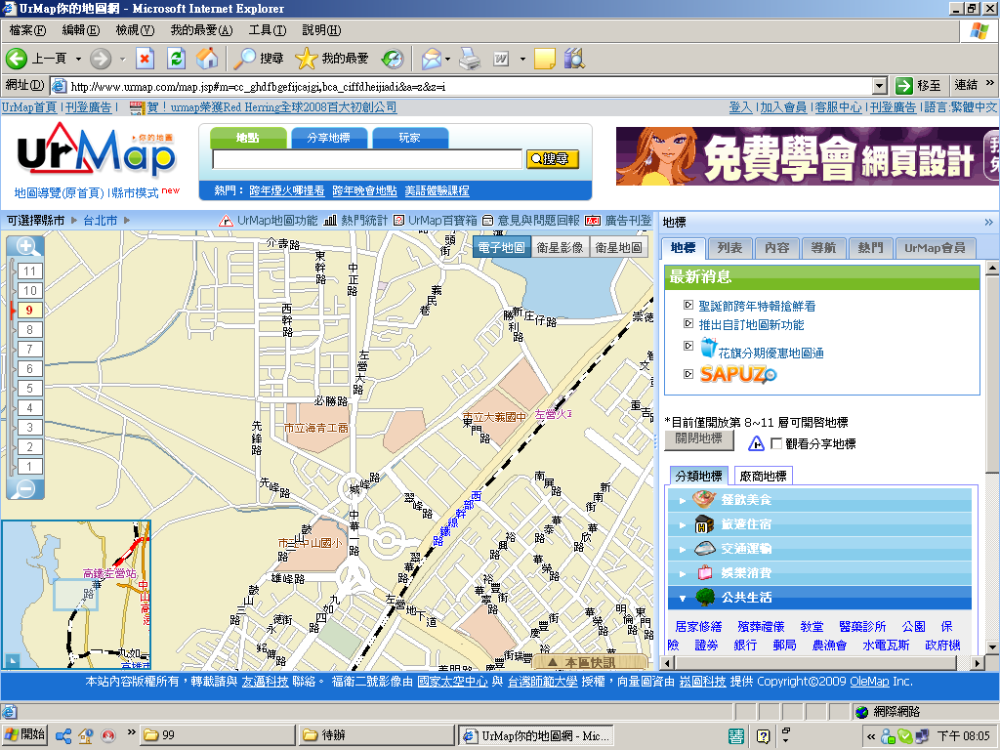 UrMap你的地圖網 - Microsoft Internet Explorer
檔案(F) 編輯(E) 檢視(V) 我的最愛(A) 工具(T) 說明(H)
上一頁 搜尋 我的最愛
網址(D) http://www.urmap.com/map.jsp#m=cc_ghdfbgefijcajgi,bca_ciffdheijiadi&a=z&z=i 移至 連結 »
UrMap首頁 | 刊登廣告 | 賀！urmap榮獲Red Herring全球2008百大初創公司 登入 | 加入會員 | 客服中心 | 刊登廣告 | 語言:繁體中文
你的地圖
urMap
地圖導覽(原首頁) | 縣市模式 new
地點 分享地標 玩家
搜尋
熱門： 跨年煙火哪裡看 跨年晚會地點 美語體驗課程
免費學會網頁設計
可選擇縣市 台北市
UrMap地圖功能 熱門統計 UrMap百寶箱 意見與問題回報 廣告刊登
電子地圖 衛星影像 衛星地圖
11
10
9
8
7
6
5
4
3
2
1
介壽路
東幹路
中正路
西幹路
義民巷
勝利路
新庄仔路
崇德
左營大路
必勝路
市立海青工商
市立大義國中
東門路
左營火車
先鋒路
先峰路
城峰路
翠峰路
西部幹線鐵路
南屏路
新南街
中華一路
鼓山三路
市立中山國小
雄峰路
左營地下道
鼓山三路
永衡街
九如四路
銘傳路
高鐵左營站
中山高速
九如
本區快訊
地標 »
地標 列表 內容 導航 熱門 UrMap會員
最新消息
聖誕節跨年特輯搶鮮看
推出自訂地圖新功能
花旗分期優惠地圖通
SAPUZO
*目前僅開放第 8~11 層可開啓地標
關閉地標 觀看分享地標
分類地標 廠商地標
餐飲美食
旅遊住宿
交通運輸
娛樂消費
公共生活
居家修繕 殯葬禮儀 教堂 醫藥診所 公園 保
險 證券 銀行 郵局 農漁會 水電瓦斯 政府機
本站內容版權所有，轉載請與 友邁科技 聯絡。 福衛二號影像由 國家太空中心 與 台灣師範大學 授權，向量圖資由 崧圖科技 提供 Copyright©2009 OleMap Inc.
網際網路
開始 » 99 待辦 UrMap你的地圖網 - Mic... « 下午 08:05